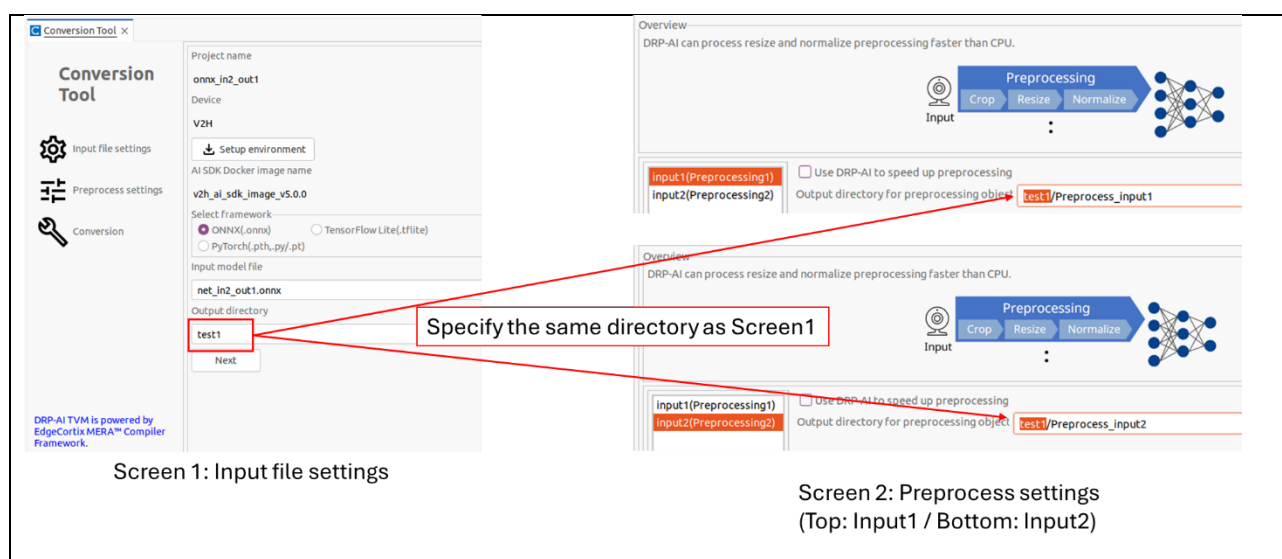 Conversion Tool ×
Conversion
Tool
Input file settings
Preprocess settings
Conversion
DRP-AI TVM is powered by
EdgeCortix MERA™ Compiler
Framework.
Project name
onnx_in2_out1
Device
V2H
Setup environment
AI SDK Docker image name
v2h_ai_sdk_image_v5.0.0
Select framework
ONNX(.onnx) TensorFlow Lite(.tflite)
PyTorch(.pth,.py/.pt)
Input model file
net_in2_out1.onnx
Output directory
test1
Next
Screen 1: Input file settings
Specify the same directory as Screen1
Overview
DRP-AI can process resize and normalize preprocessing faster than CPU.
Preprocessing
Crop Resize Normalize
Input
:
input1(Preprocessing1)
input2(Preprocessing2)
Use DRP-AI to speed up preprocessing
Output directory for preprocessing object test1/Preprocess_input1
Overview
DRP-AI can process resize and normalize preprocessing faster than CPU.
Preprocessing
Crop Resize Normalize
Input
:
input1(Preprocessing1)
input2(Preprocessing2)
Use DRP-AI to speed up preprocessing
Output directory for preprocessing object test1/Preprocess_input2
Screen 2: Preprocess settings
(Top: Input1 / Bottom: Input2)